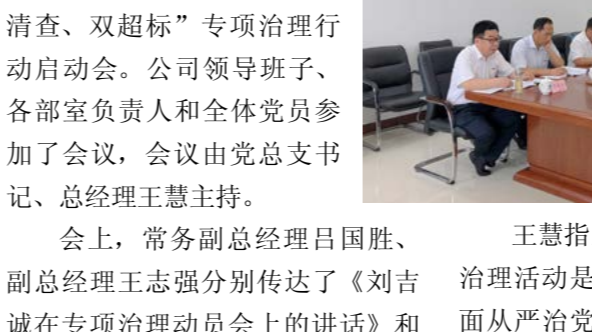 清查、双超标”专项治理行
动启动会。公司领导班子、
各部室负责人和全体党员参
加了会议，会议由党总支书
记、总经理王慧主持。
会上，常务副总经理吕国胜、
副总经理王志强分别传达了《刘吉
诚在专项治理动员会上的讲话》和
王慧指
治理活动是
面从严治党